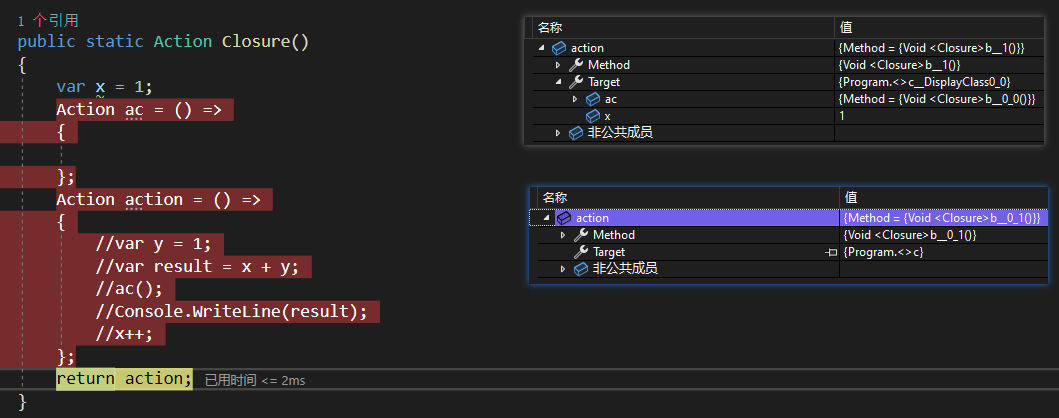 1 个引用
public static Action Closure()
{
var x = 1;
Action ac = () =>
{
};
Action action = () =>
{
//var y = 1;
//var result = x + y;
//ac();
//Console.WriteLine(result);
//x++;
};
return action; 已用时间 <= 2ms
}
名称 值
action {Method = {Void <Closure>b__1()}}
Method {Void <Closure>b__1()}
Target {Program.<>c__DisplayClass0_0}
ac {Method = {Void <Closure>b__0_0()}}
x 1
非公共成员
名称 值
action {Method = {Void <Closure>b__0_1()}}
Method {Void <Closure>b__0_1()}
Target {Program.<>c}
非公共成员